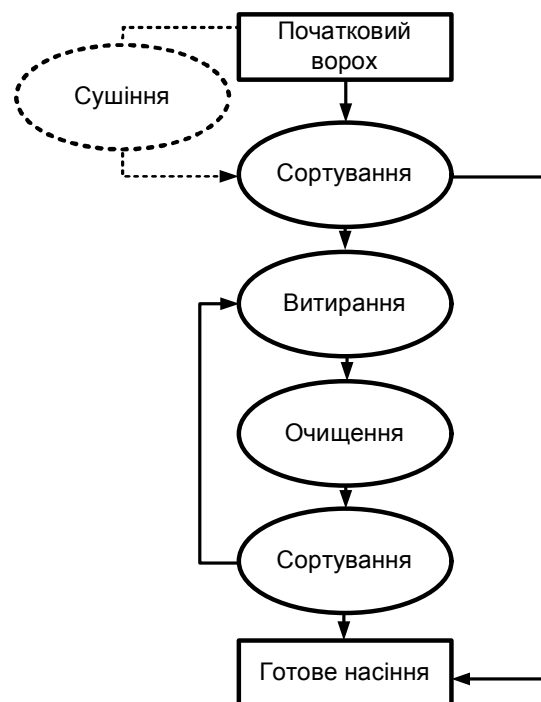 Початковий
ворох
Сушіння
Сортування
Витирання
Очищення
Сортування
Готове насіння